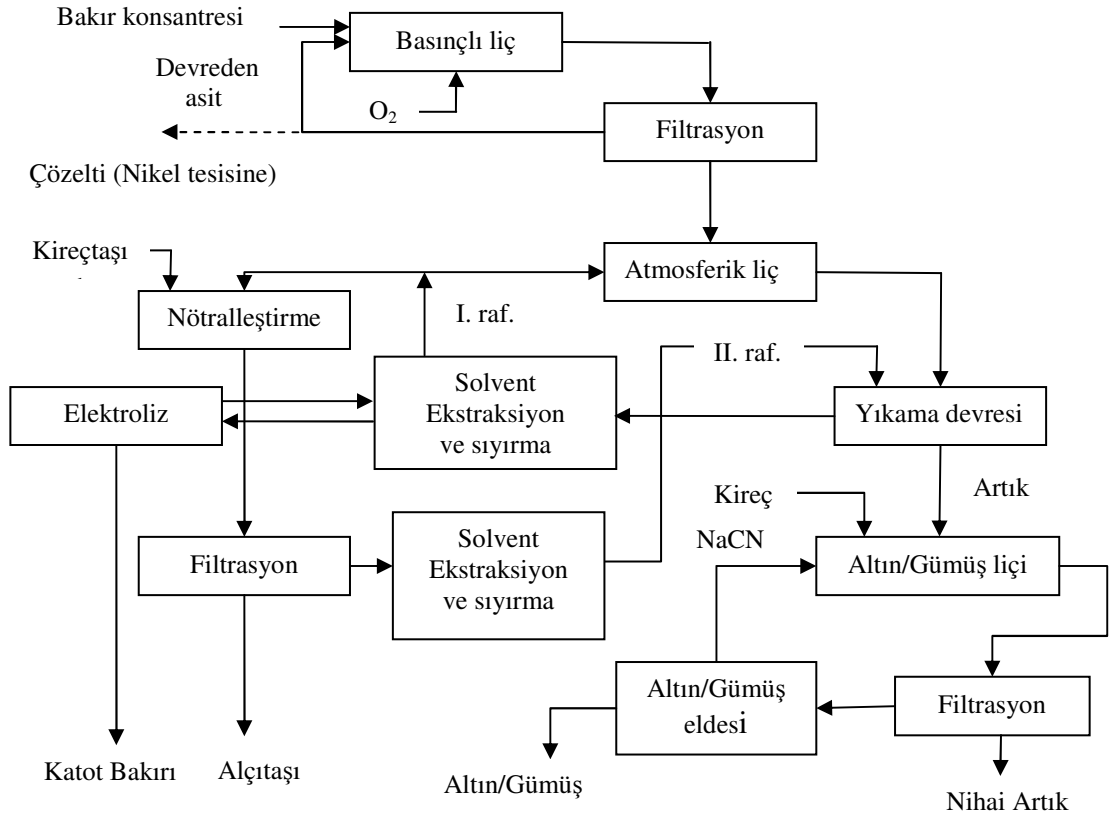 Bakır konsantresi
Basınçlı liç
Devreden
asit
O2
Filtrasyon
Çözelti (Nikel tesisine)
Kireçtaşı
Atmosferik liç
Nötralleştirme
I. raf.
II. raf.
Solvent
Ekstraksiyon
ve sıyırma
Elektroliz
Yıkama devresi
Kireç
Artık
NaCN
Filtrasyon
Solvent
Ekstraksiyon
ve sıyırma
Altın/Gümüş liçi
Altın/Gümüş
eldesi
Filtrasyon
Katot Bakırı
Alçıtaşı
Altın/Gümüş
Nihai Artık